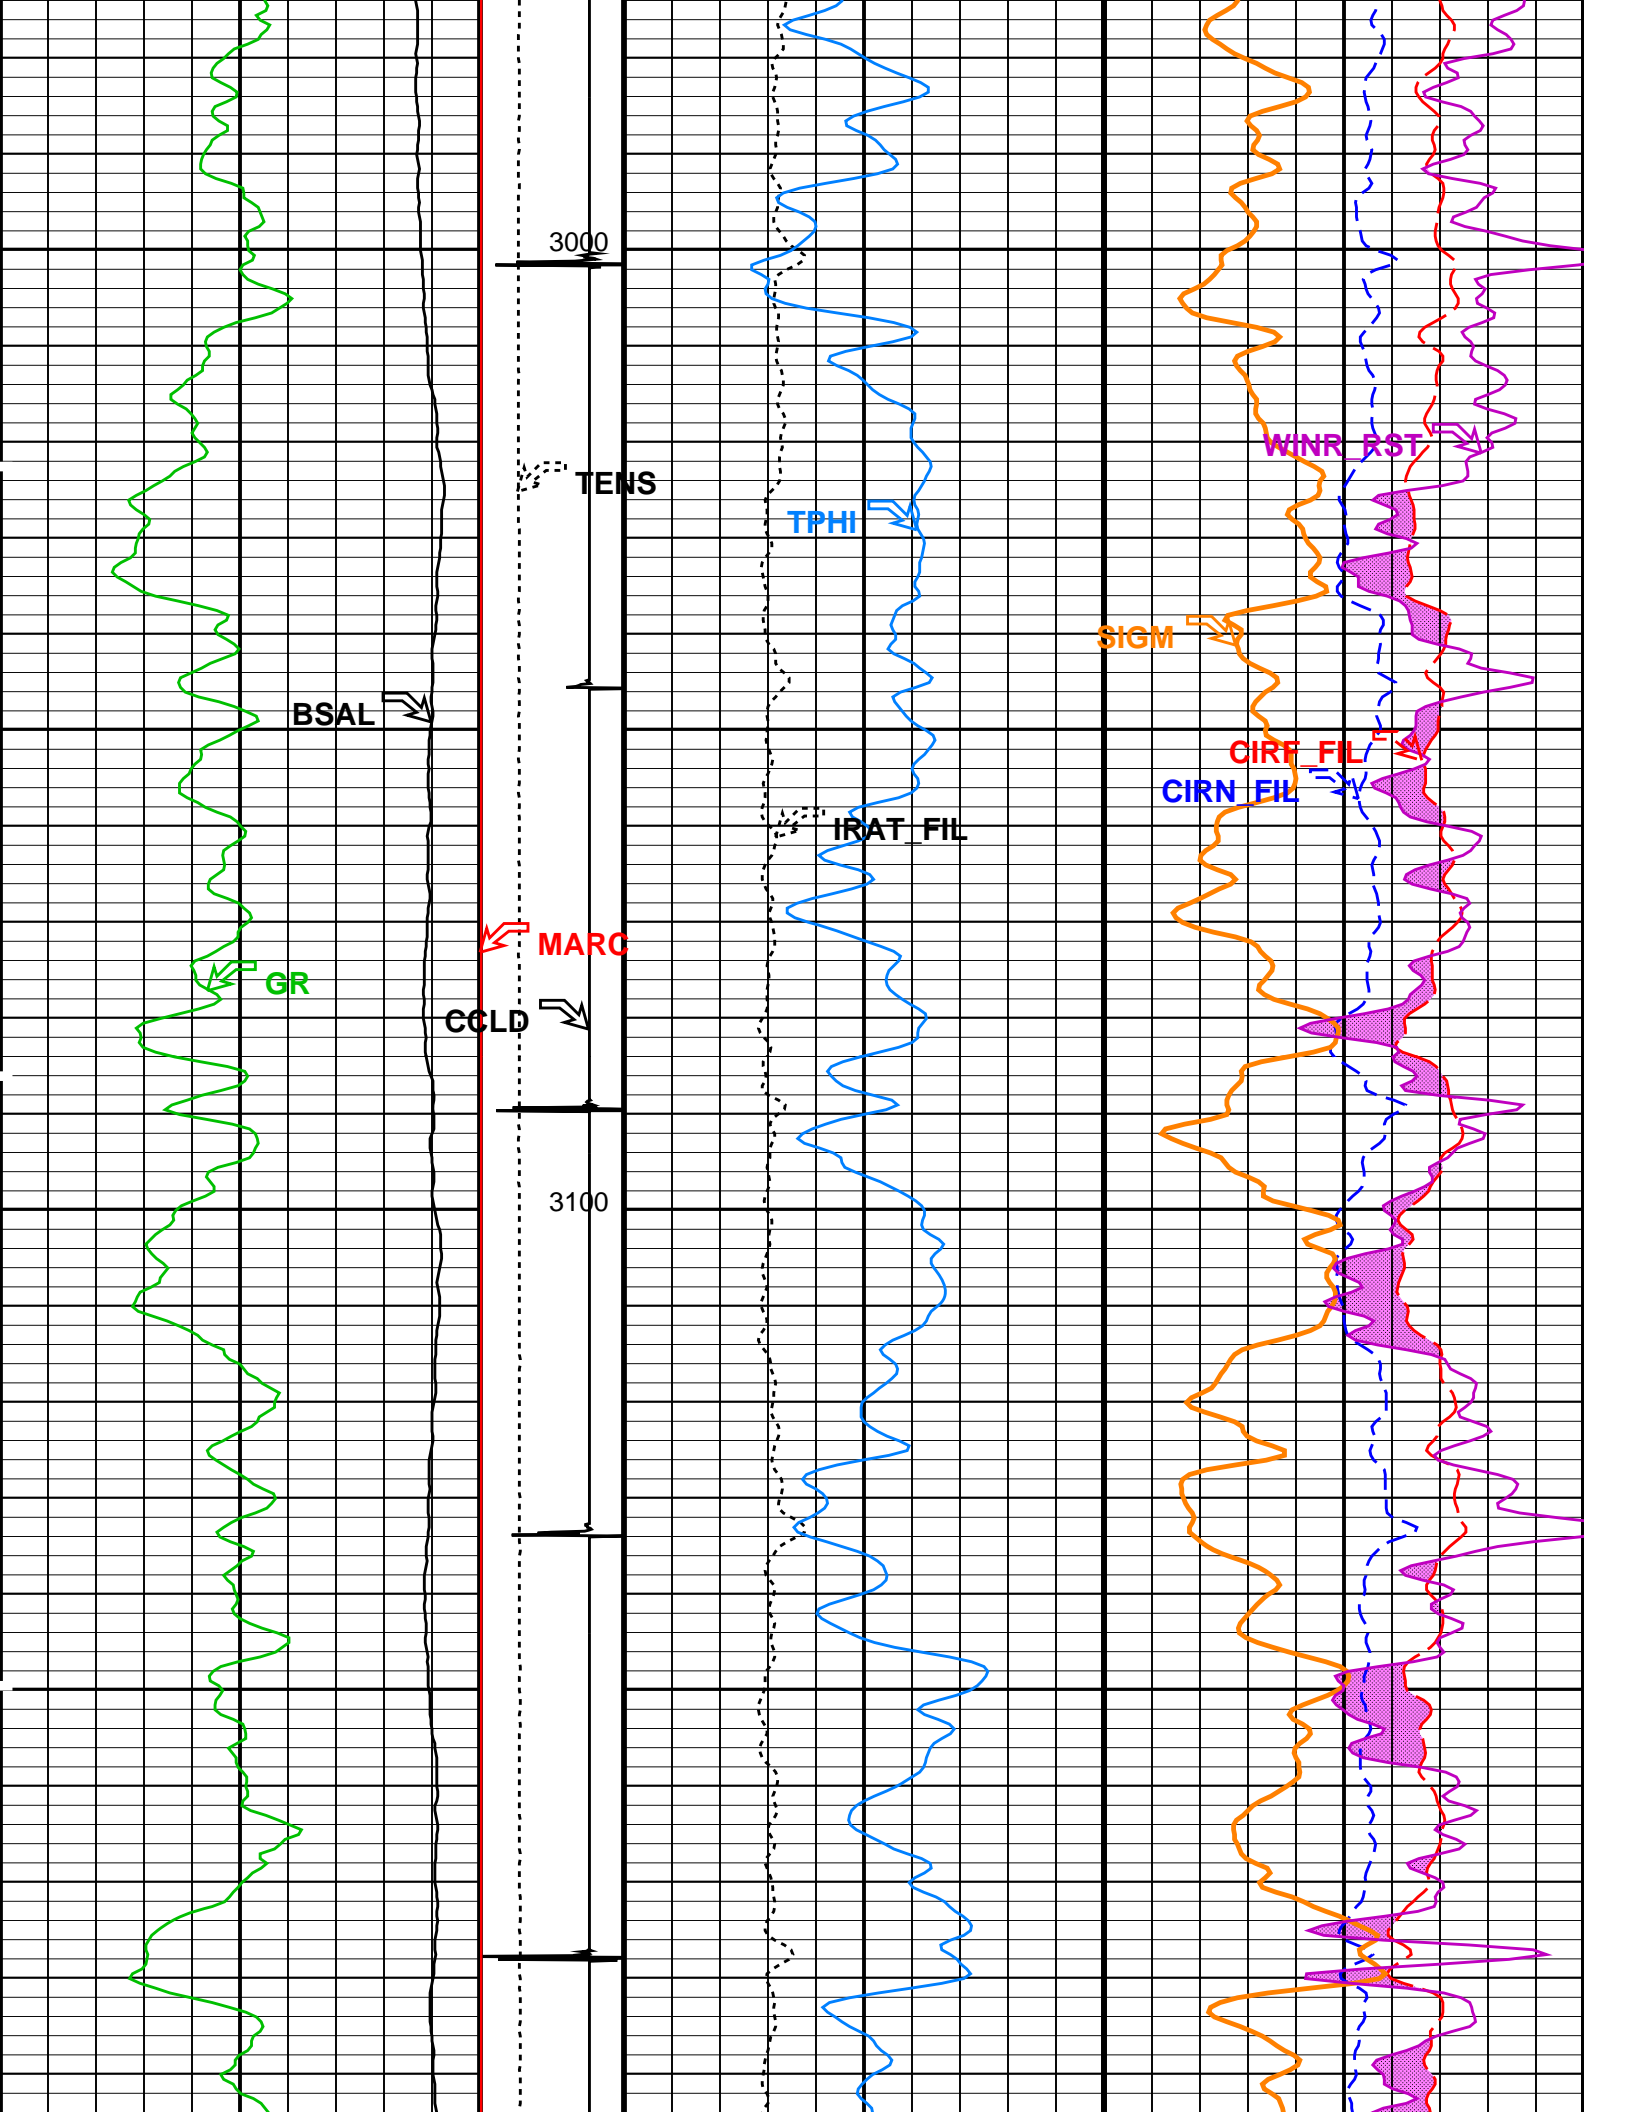 3000
WINR_RST
TENS
TPHI
SIGM
BSAL
CIRF_FIL
CIRN_FIL
IRAT_FIL
MARC
GR
CCLD
3100